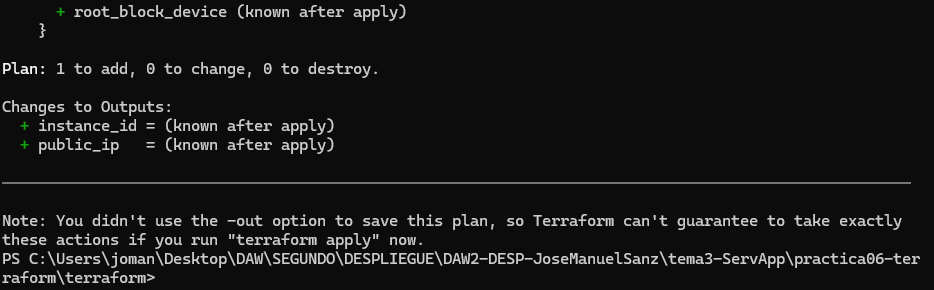 + root_block_device (known after apply)
}
Plan: 1 to add, 0 to change, 0 to destroy.
Changes to Outputs:
+ instance_id = (known after apply)
+ public_ip   = (known after apply)
Note: You didn't use the -out option to save this plan, so Terraform can't guarantee to take exactly
these actions if you run "terraform apply" now.
PS C:\Users\joman\Desktop\DAW\SEGUNDO\DESPLIEGUE\DAW2-DESP-JoseManuelSanz\tema3-ServApp\practica06-ter
raform\terraform>